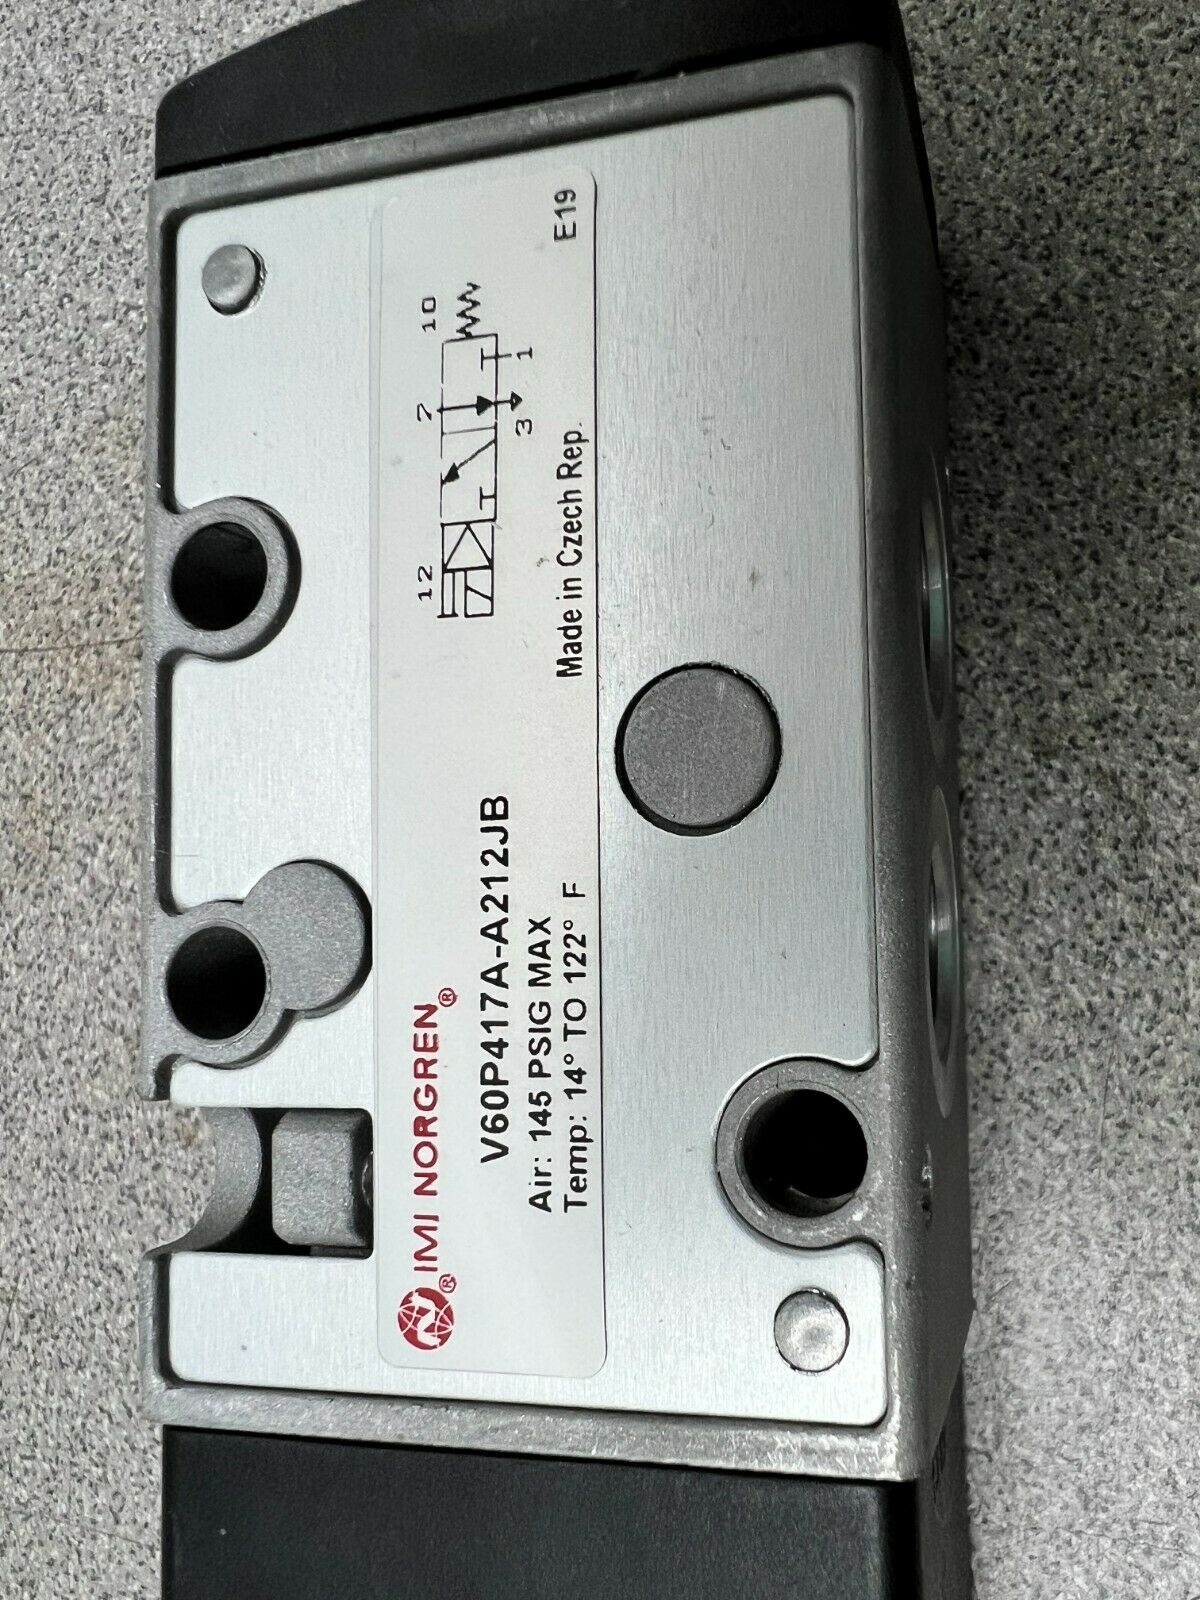 ® IMI NORGREN®
V60P417A-A212JB
Air: 145 PSIG MAX
Temp: 14° TO 122° F
12
2
10
3
1
Made in Czech Rep.
E19